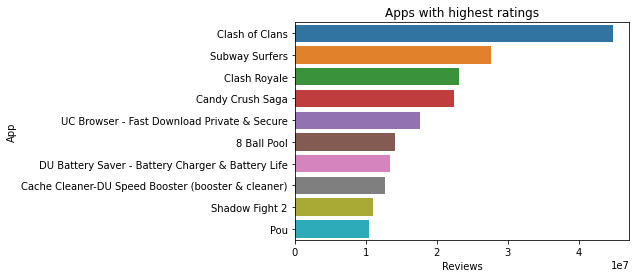 Apps with highest ratings
Clash of Clans
Subway Surfers
Clash Royale
Candy Crush Saga
UC Browser - Fast Download Private & Secure
8 Ball Pool
DU Battery Saver - Battery Charger & Battery Life
Cache Cleaner-DU Speed Booster (booster & cleaner)
Shadow Fight 2
Pou
App
0 1 2 3 4
1e7
Reviews